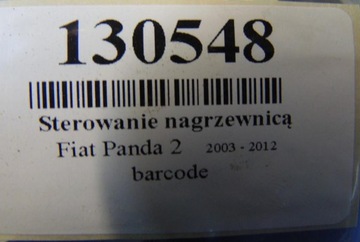 130548
Sterowanie nagrzewnicą
Fiat Panda 2 2003 - 2012
barcode